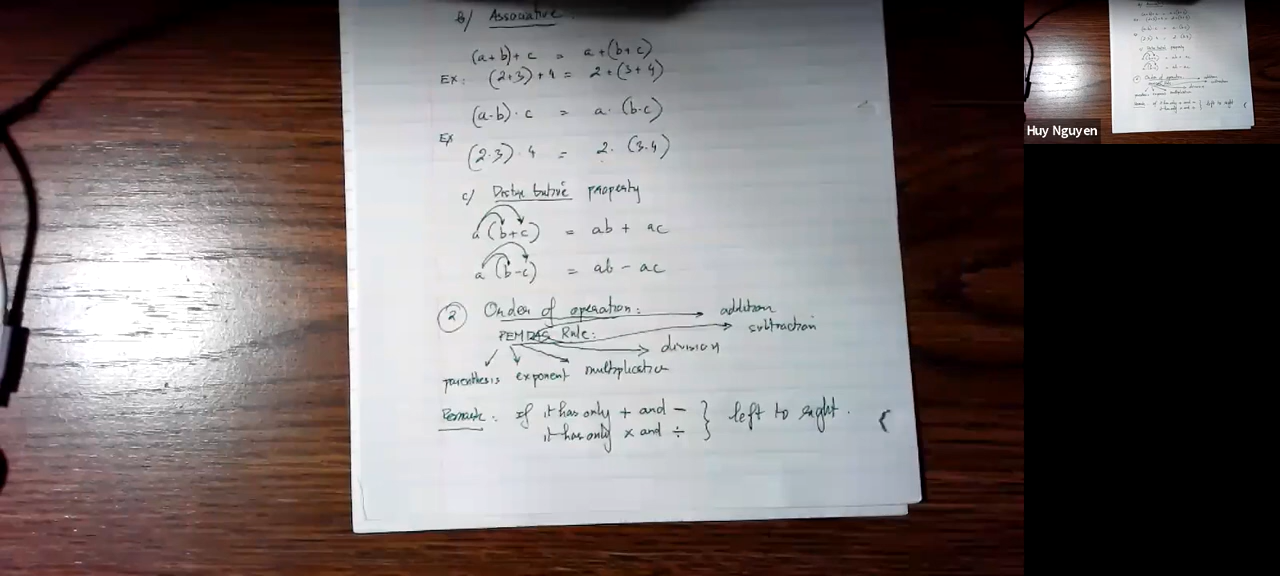 b/ Associative.
(a+b)+c = a+(b+c)
Ex: (2+3)+4 = 2+(3+4)
(a·b)·c = a·(b·c)
Ex
(2·3)·4 = 2·(3·4)
c/ Distributive property
a(b+c) = ab + ac
a(b-c) = ab - ac
② Order of operation:
addition
PEMDAS Rule:
subtraction
division
parenthesis exponent multiplication
Remark: If it has only + and - } left to right.
it has only × and ÷
Huy Nguyen